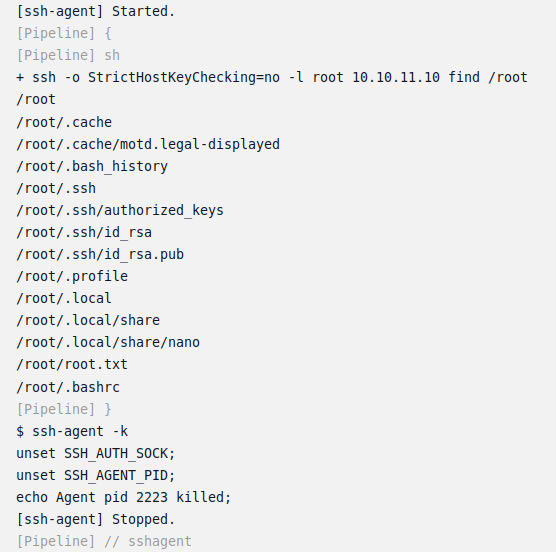 [ssh-agent] Started.
[Pipeline] {
[Pipeline] sh
+ ssh -o StrictHostKeyChecking=no -l root 10.10.11.10 find /root
/root
/root/.cache
/root/.cache/motd.legal-displayed
/root/.bash_history
/root/.ssh
/root/.ssh/authorized_keys
/root/.ssh/id_rsa
/root/.ssh/id_rsa.pub
/root/.profile
/root/.local
/root/.local/share
/root/.local/share/nano
/root/root.txt
/root/.bashrc
[Pipeline] }
$ ssh-agent -k
unset SSH_AUTH_SOCK;
unset SSH_AGENT_PID;
echo Agent pid 2223 killed;
[ssh-agent] Stopped.
[Pipeline] // sshagent